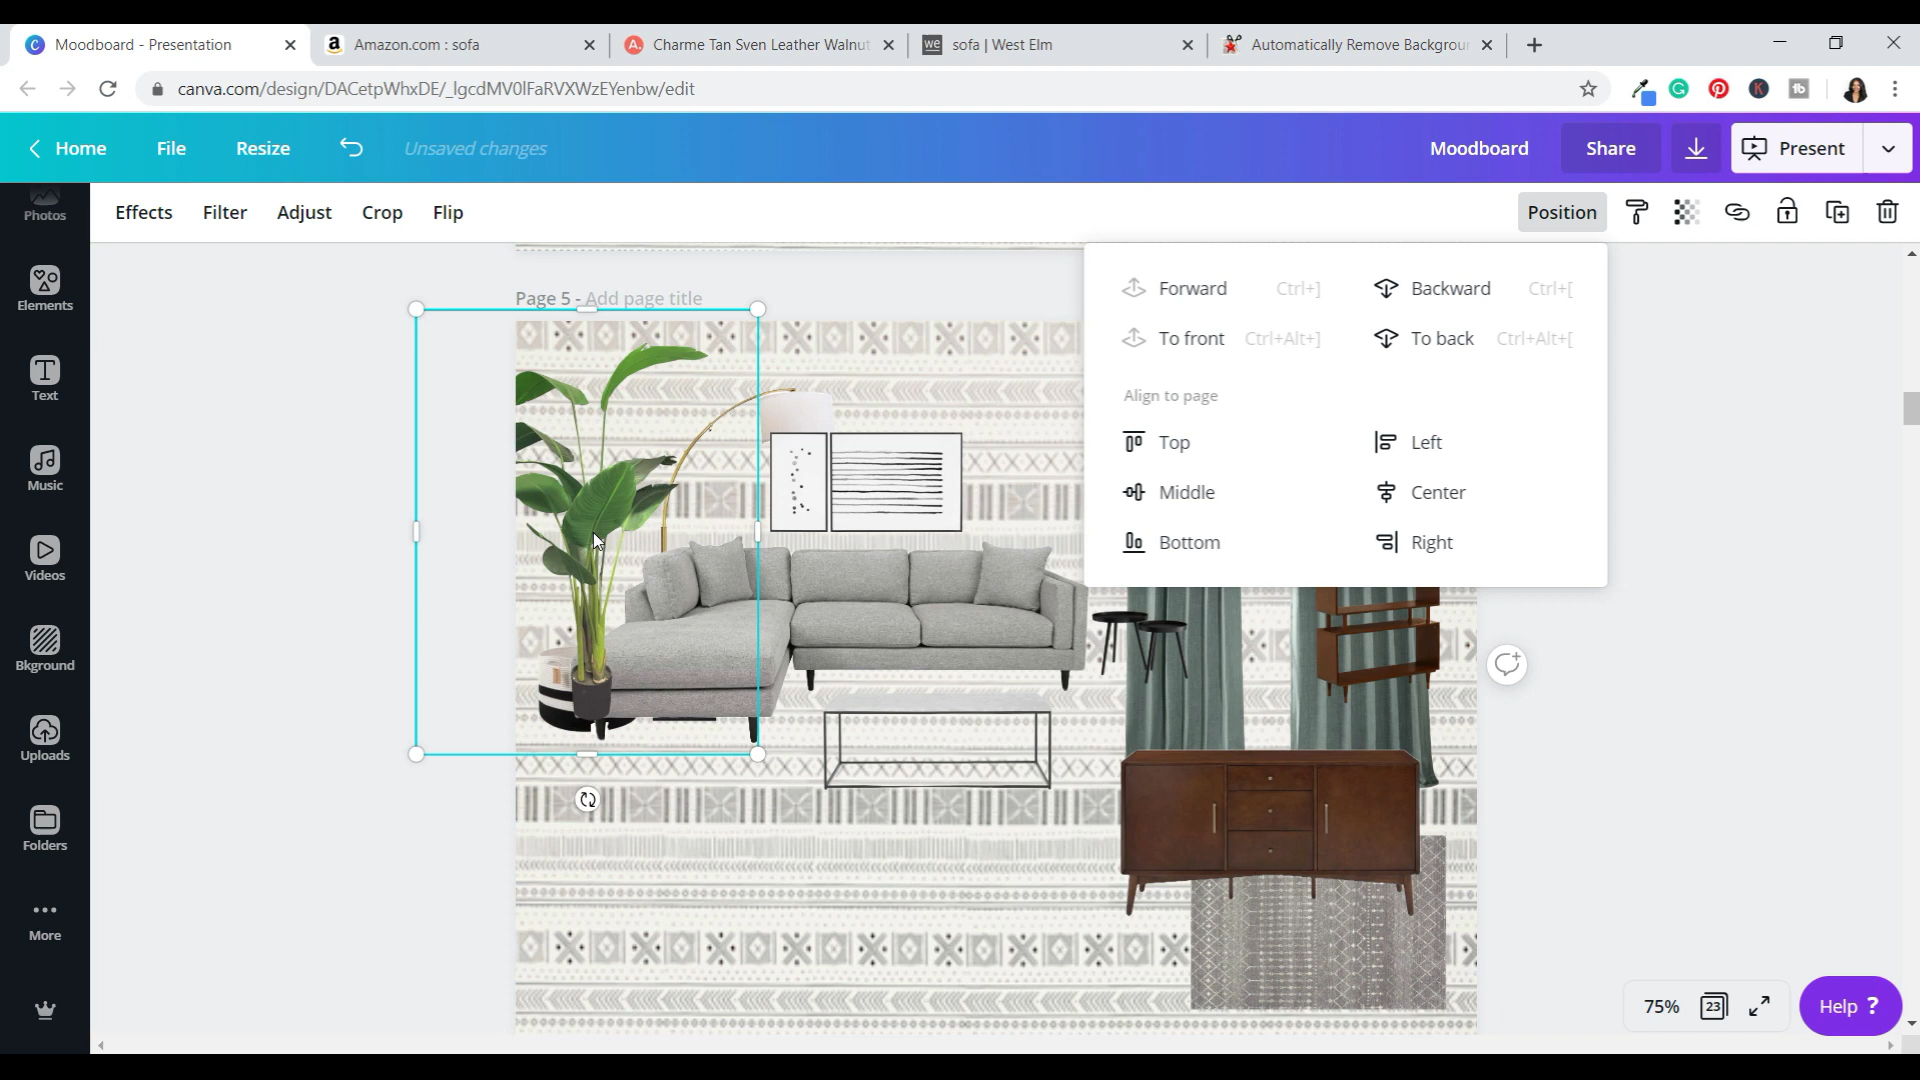 Moodboard - Presentation
Amazon.com : sofa
Charme Tan Sven Leather Walnut
sofa | West Elm
Automatically Remove Backgroun
canva.com/design/DACetpWhxDE/_lgcdMV0lFaRVXWzEYenbw/edit
Home
File
Resize
Unsaved changes
Moodboard
Share
Present
Photos
Effects
Filter
Adjust
Crop
Flip
Position
Elements
Text
Music
Videos
Bkground
Uploads
Folders
More
Page 5 - Add page title
Forward Ctrl+]
Backward Ctrl+[
To front Ctrl+Alt+]
To back Ctrl+Alt+[
Align to page
Top
Left
Middle
Center
Bottom
Right
75%
23
Help ?